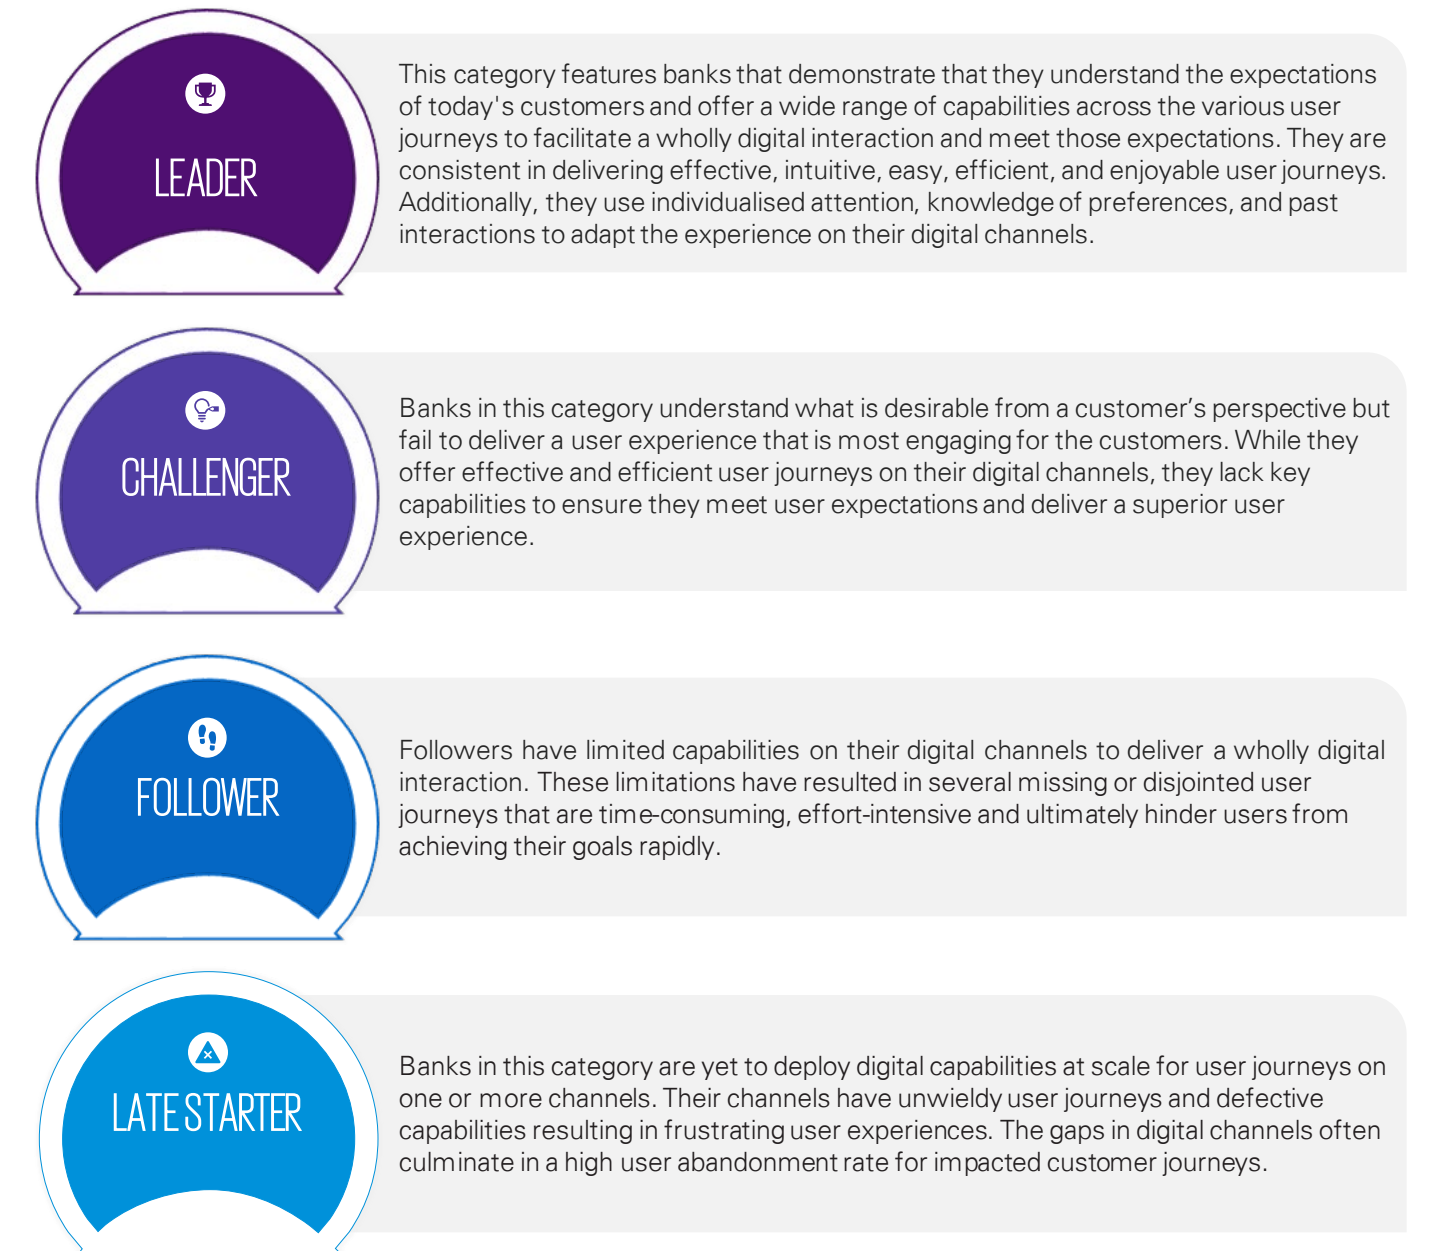 LEADER
This category features banks that demonstrate that they understand the expectations
of today's customers and offer a wide range of capabilities across the various user
journeys to facilitate a wholly digital interaction and meet those expectations. They are
consistent in delivering effective, intuitive, easy, efficient, and enjoyable user journeys.
Additionally, they use individualised attention, knowledge of preferences, and past
interactions to adapt the experience on their digital channels.
CHALLENGER
Banks in this category understand what is desirable from a customer’s perspective but
fail to deliver a user experience that is most engaging for the customers. While they
offer effective and efficient user journeys on their digital channels, they lack key
capabilities to ensure they meet user expectations and deliver a superior user
experience.
FOLLOWER
Followers have limited capabilities on their digital channels to deliver a wholly digital
interaction. These limitations have resulted in several missing or disjointed user
journeys that are time-consuming, effort-intensive and ultimately hinder users from
achieving their goals rapidly.
LATE STARTER
Banks in this category are yet to deploy digital capabilities at scale for user journeys on
one or more channels. Their channels have unwieldy user journeys and defective
capabilities resulting in frustrating user experiences. The gaps in digital channels often
culminate in a high user abandonment rate for impacted customer journeys.